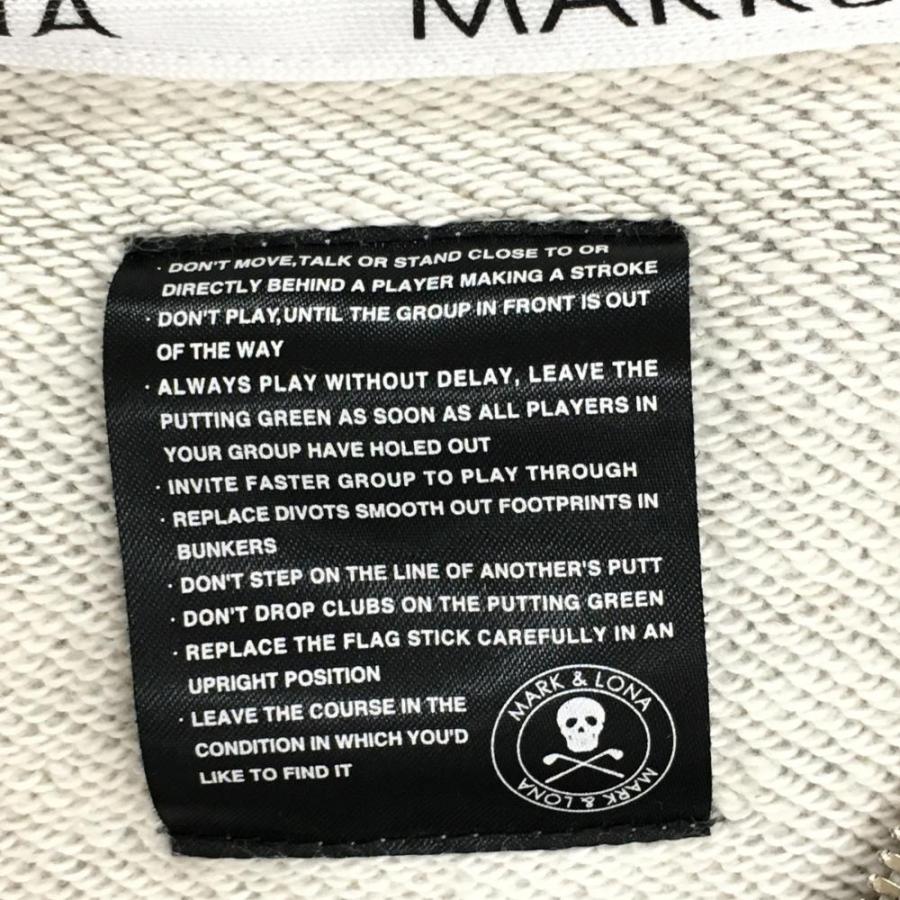 · DON'T MOVE,TALK OR STAND CLOSE TO OR
DIRECTLY BEHIND A PLAYER MAKING A STROKE
· DON'T PLAY,UNTIL THE GROUP IN FRONT IS OUT
OF THE WAY
· ALWAYS PLAY WITHOUT DELAY, LEAVE THE
PUTTING GREEN AS SOON AS ALL PLAYERS IN
YOUR GROUP HAVE HOLED OUT
· INVITE FASTER GROUP TO PLAY THROUGH
· REPLACE DIVOTS SMOOTH OUT FOOTPRINTS IN
BUNKERS
· DON'T STEP ON THE LINE OF ANOTHER'S PUTT
· DON'T DROP CLUBS ON THE PUTTING GREEN
· REPLACE THE FLAG STICK CAREFULLY IN AN
UPRIGHT POSITION
· LEAVE THE COURSE IN THE
CONDITION IN WHICH YOU'D
LIKE TO FIND IT
MARK & LONA
MARK & LONA